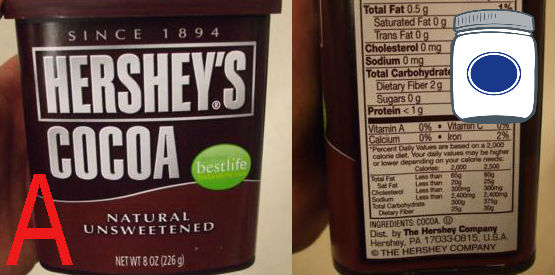 SINCE 1894
HERSHEY'S®
COCOA
bestlife
NATURAL
UNSWEETENED
NET WT 8 OZ (226 g)
A
Total Fat 0.5 g 1%
Saturated Fat 0 g
Trans Fat 0 g
Cholesterol 0 mg
Sodium 0 mg
Total Carbohydrate
Dietary Fiber 2 g
Sugars 0 g
Protein < 1 g
Vitamin A 0% • Vitamin C 0%
Calcium 0% • Iron 2%
*Percent Daily Values are based on a 2,000
calorie diet. Your daily values may be higher
or lower depending on your calorie needs:
Calories: 2,000 2,500
Total Fat Less than 65g 80g
Sat Fat Less than 20g 25g
Cholesterol Less than 300mg 300mg
Sodium Less than 2,400mg 2,400mg
Total Carbohydrate 300g 375g
Dietary Fiber 25g 30g
INGREDIENTS: COCOA.
Dist. by The Hershey Company
Hershey, PA 17033-0815, U.S.A.
© THE HERSHEY COMPANY